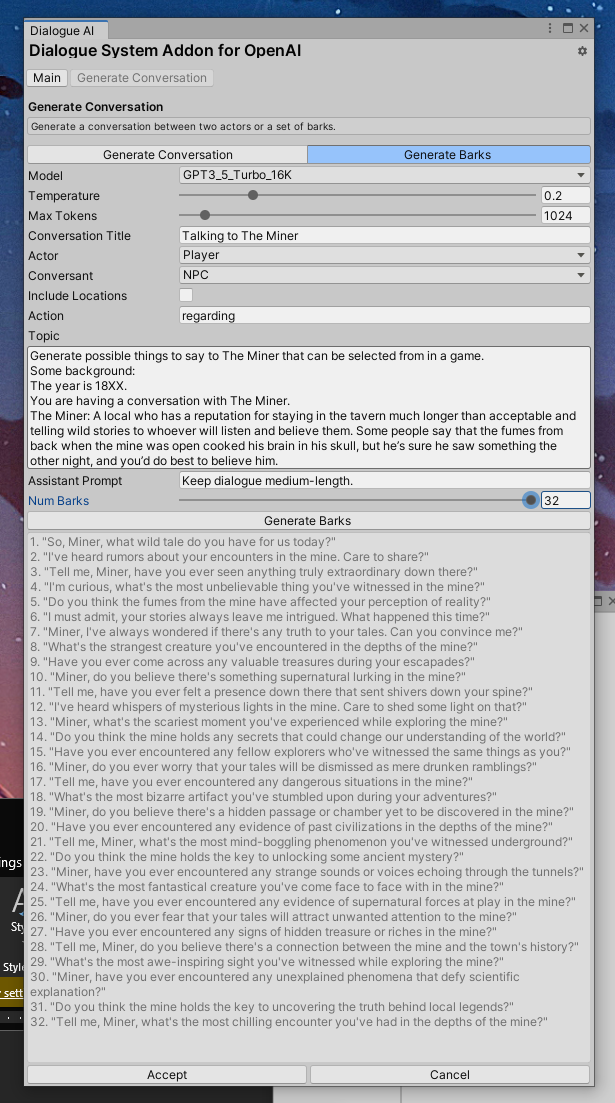 Dialogue AI
Dialogue System Addon for OpenAI
Main
Generate Conversation
Generate Conversation
Generate a conversation between two actors or a set of barks.
Generate Conversation
Generate Barks
Model
GPT3_5_Turbo_16K
Temperature
0.2
Max Tokens
1024
Conversation Title
Talking to The Miner
Actor
Player
Conversant
NPC
Include Locations
Action
regarding
Topic
Generate possible things to say to The Miner that can be selected from in a game.
Some background:
The year is 18XX.
You are having a conversation with The Miner.
The Miner: A local who has a reputation for staying in the tavern much longer than acceptable and
telling wild stories to whoever will listen and believe them. Some people say that the fumes from
back when the mine was open cooked his brain in his skull, but he's sure he saw something the
other night, and you'd do best to believe him.
Assistant Prompt
Keep dialogue medium-length.
Num Barks
32
Generate Barks
1. "So, Miner, what wild tale do you have for us today?"
2. "I've heard rumors about your encounters in the mine. Care to share?"
3. "Tell me, Miner, have you ever seen anything truly extraordinary down there?"
4. "I'm curious, what's the most unbelievable thing you've witnessed in the mine?"
5. "Do you think the fumes from the mine have affected your perception of reality?"
6. "I must admit, your stories always leave me intrigued. What happened this time?"
7. "Miner, I've always wondered if there's any truth to your tales. Can you convince me?"
8. "What's the strangest creature you've encountered in the depths of the mine?"
9. "Have you ever come across any valuable treasures during your escapades?"
10. "Miner, do you believe there's something supernatural lurking in the mine?"
11. "Tell me, have you ever felt a presence down there that sent shivers down your spine?"
12. "I've heard whispers of mysterious lights in the mine. Care to shed some light on that?"
13. "Miner, what's the scariest moment you've experienced while exploring the mine?"
14. "Do you think the mine holds any secrets that could change our understanding of the world?"
15. "Have you ever encountered any fellow explorers who've witnessed the same things as you?"
16. "Miner, do you ever worry that your tales will be dismissed as mere drunken ramblings?"
17. "Tell me, have you ever encountered any dangerous situations in the mine?"
18. "What's the most bizarre artifact you've stumbled upon during your adventures?"
19. "Miner, do you believe there's a hidden passage or chamber yet to be discovered in the mine?"
20. "Have you ever encountered any evidence of past civilizations in the depths of the mine?"
21. "Tell me, Miner, what's the most mind-boggling phenomenon you've witnessed underground?"
22. "Do you think the mine holds the key to unlocking some ancient mystery?"
23. "Miner, have you ever encountered any strange sounds or voices echoing through the tunnels?"
24. "What's the most fantastical creature you've come face to face with in the mine?"
25. "Tell me, have you ever encountered any evidence of supernatural forces at play in the mine?"
26. "Miner, do you ever fear that your tales will attract unwanted attention to the mine?"
27. "Have you ever encountered any signs of hidden treasure or riches in the mine?"
28. "Tell me, Miner, do you believe there's a connection between the mine and the town's history?"
29. "What's the most awe-inspiring sight you've witnessed while exploring the mine?"
30. "Miner, have you ever encountered any unexplained phenomena that defy scientific
explanation?"
31. "Do you think the mine holds the key to uncovering the truth behind local legends?"
32. "Tell me, Miner, what's the most chilling encounter you've had in the depths of the mine?"
Accept
Cancel
ngs
A
Sty
Style
sett